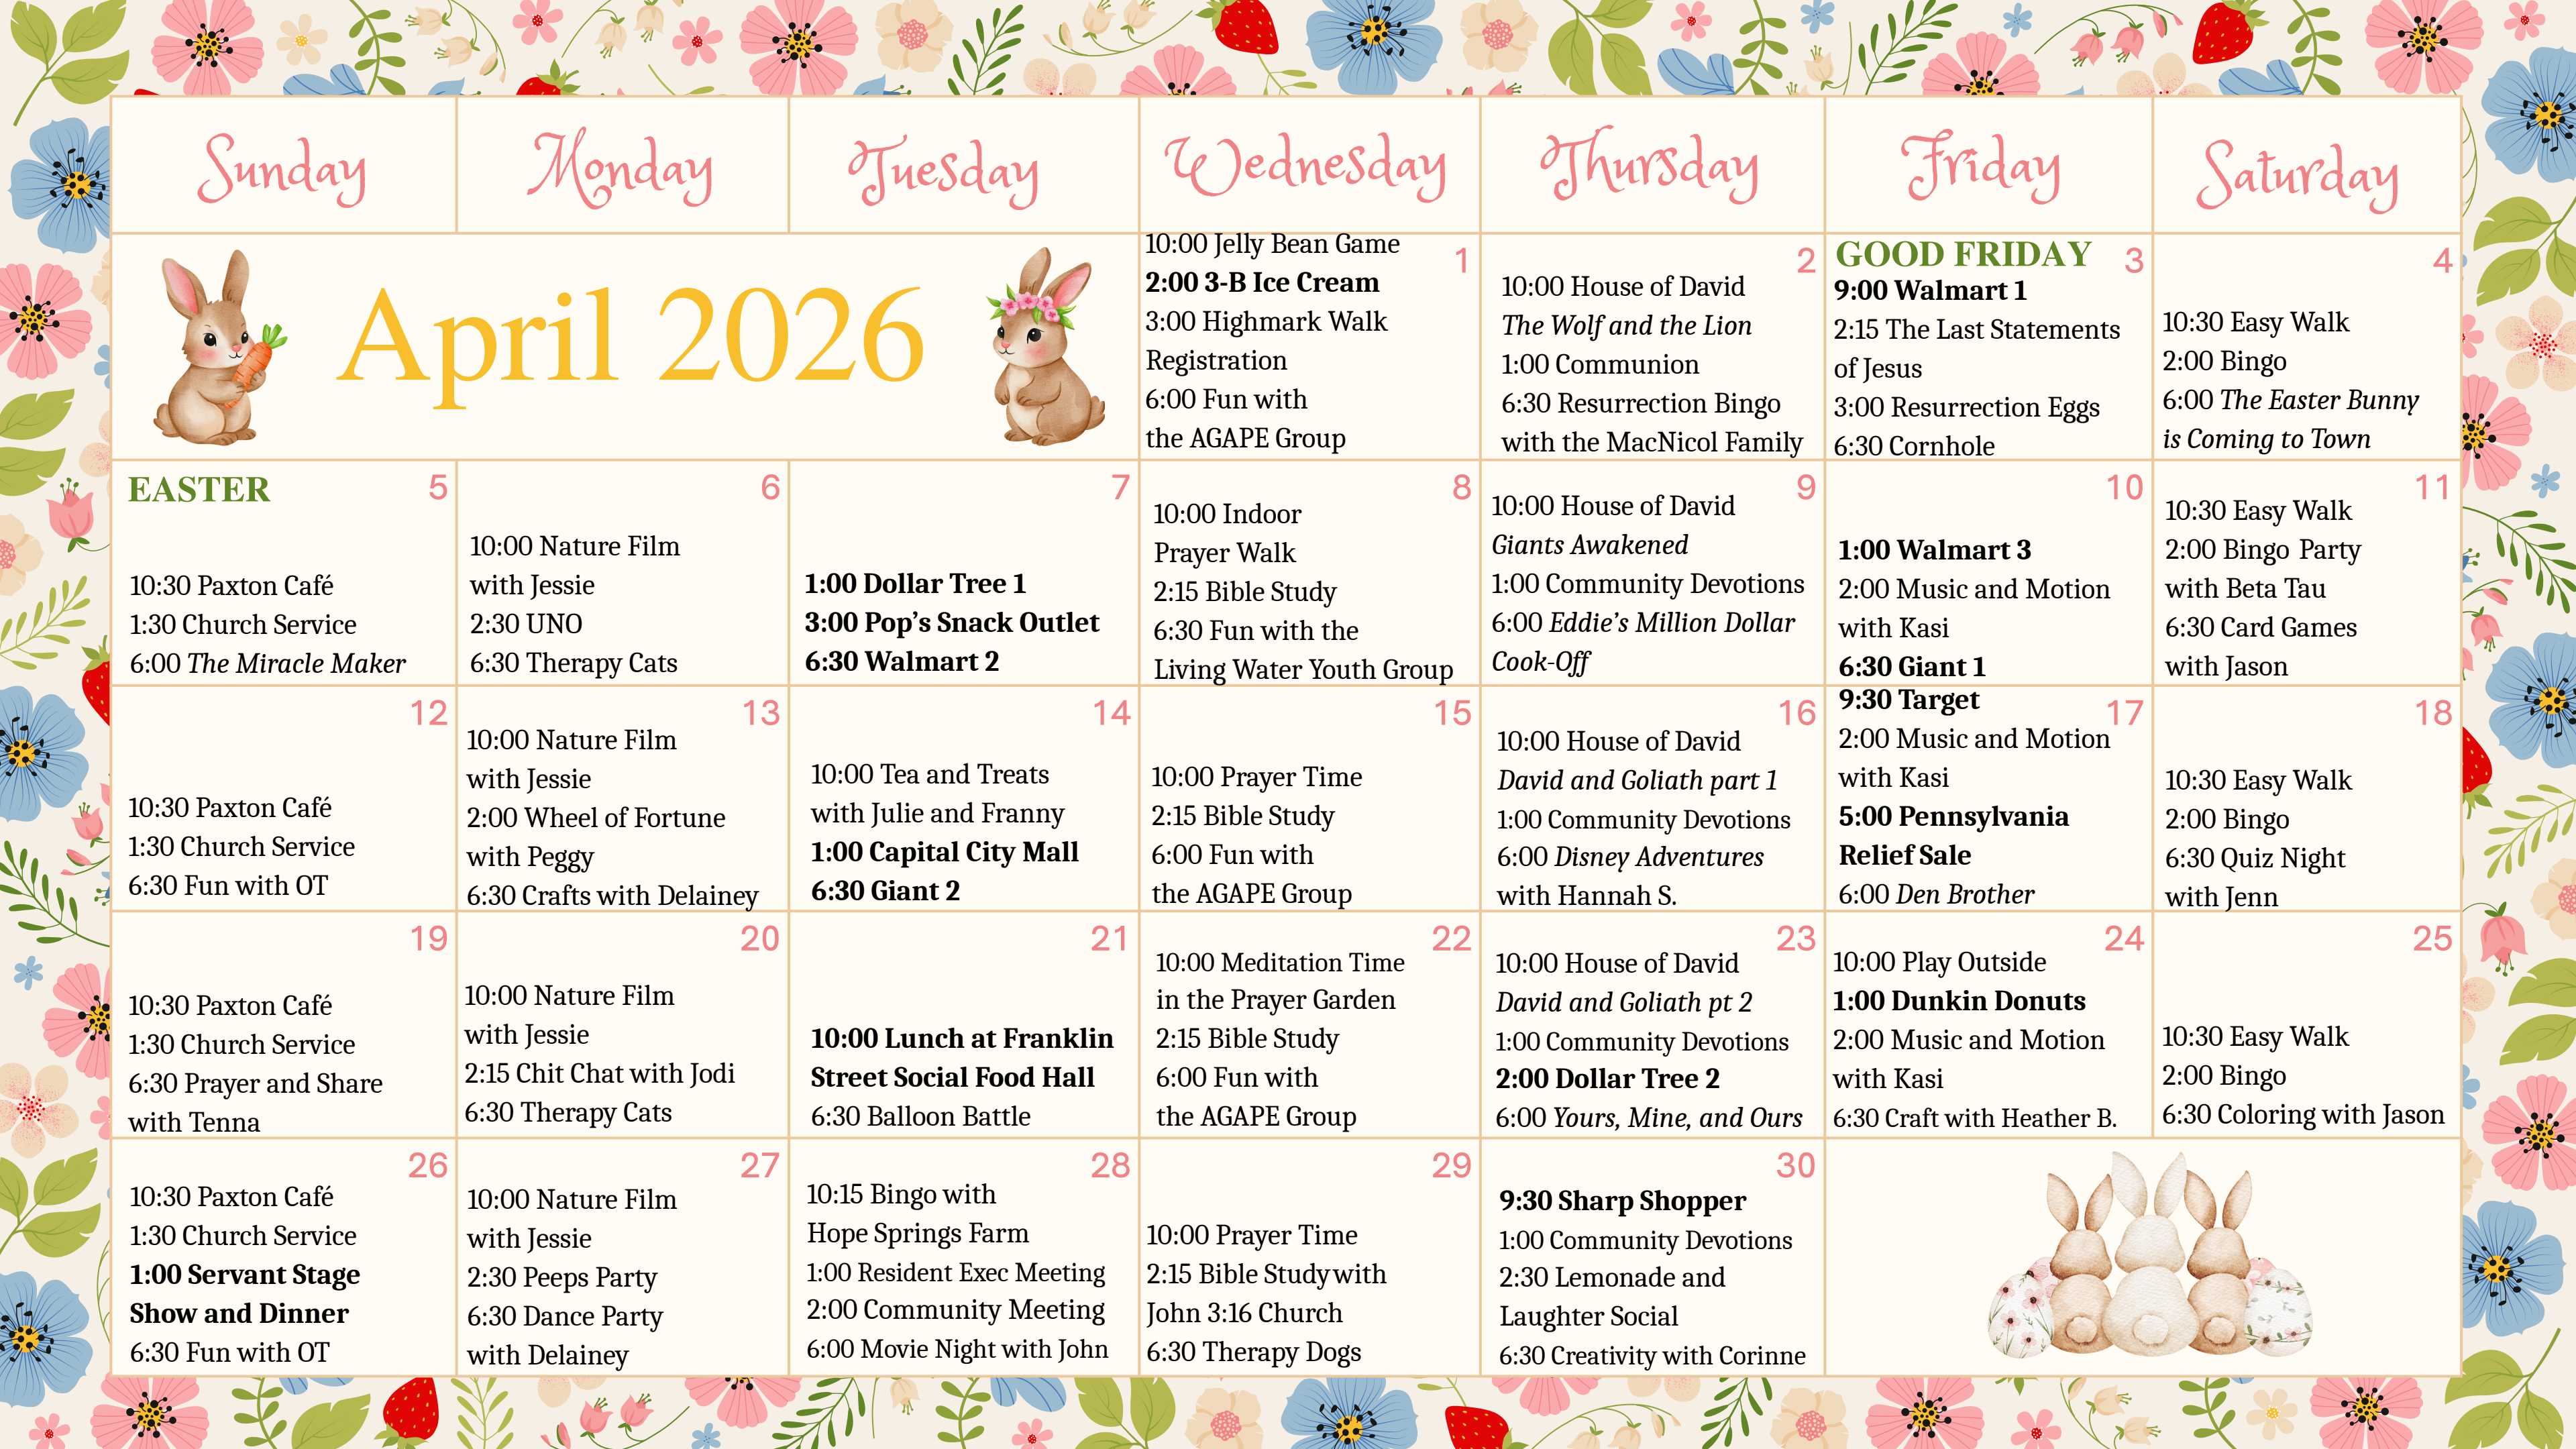 Sunday
Monday
Tuesday
Wednesday
Thursday
Friday
Saturday
April 2026
1
10:00 Jelly Bean Game
2:00 3-B Ice Cream
3:00 Highmark Walk
Registration
6:00 Fun with
the AGAPE Group
2
10:00 House of David
The Wolf and the Lion
1:00 Communion
6:30 Resurrection Bingo
with the MacNicol Family
GOOD FRIDAY 3
9:00 Walmart 1
2:15 The Last Statements
of Jesus
3:00 Resurrection Eggs
6:30 Cornhole
4
10:30 Easy Walk
2:00 Bingo
6:00 The Easter Bunny
is Coming to Town
EASTER 5
10:30 Paxton Café
1:30 Church Service
6:00 The Miracle Maker
6
10:00 Nature Film
with Jessie
2:30 UNO
6:30 Therapy Cats
7
1:00 Dollar Tree 1
3:00 Pop’s Snack Outlet
6:30 Walmart 2
8
10:00 Indoor
Prayer Walk
2:15 Bible Study
6:30 Fun with the
Living Water Youth Group
9
10:00 House of David
Giants Awakened
1:00 Community Devotions
6:00 Eddie’s Million Dollar
Cook-Off
10
1:00 Walmart 3
2:00 Music and Motion
with Kasi
6:30 Giant 1
11
10:30 Easy Walk
2:00 Bingo Party
with Beta Tau
6:30 Card Games
with Jason
12
10:30 Paxton Café
1:30 Church Service
6:30 Fun with OT
13
10:00 Nature Film
with Jessie
2:00 Wheel of Fortune
with Peggy
6:30 Crafts with Delainey
14
10:00 Tea and Treats
with Julie and Franny
1:00 Capital City Mall
6:30 Giant 2
15
10:00 Prayer Time
2:15 Bible Study
6:00 Fun with
the AGAPE Group
16
10:00 House of David
David and Goliath part 1
1:00 Community Devotions
6:00 Disney Adventures
with Hannah S.
17
9:30 Target
2:00 Music and Motion
with Kasi
5:00 Pennsylvania
Relief Sale
6:00 Den Brother
18
10:30 Easy Walk
2:00 Bingo
6:30 Quiz Night
with Jenn
19
10:30 Paxton Café
1:30 Church Service
6:30 Prayer and Share
with Tenna
20
10:00 Nature Film
with Jessie
2:15 Chit Chat with Jodi
6:30 Therapy Cats
21
10:00 Lunch at Franklin
Street Social Food Hall
6:30 Balloon Battle
22
10:00 Meditation Time
in the Prayer Garden
2:15 Bible Study
6:00 Fun with
the AGAPE Group
23
10:00 House of David
David and Goliath pt 2
1:00 Community Devotions
2:00 Dollar Tree 2
6:00 Yours, Mine, and Ours
24
10:00 Play Outside
1:00 Dunkin Donuts
2:00 Music and Motion
with Kasi
6:30 Craft with Heather B.
25
10:30 Easy Walk
2:00 Bingo
6:30 Coloring with Jason
26
10:30 Paxton Café
1:30 Church Service
1:00 Servant Stage
Show and Dinner
6:30 Fun with OT
27
10:00 Nature Film
with Jessie
2:30 Peeps Party
6:30 Dance Party
with Delainey
28
10:15 Bingo with
Hope Springs Farm
1:00 Resident Exec Meeting
2:00 Community Meeting
6:00 Movie Night with John
29
10:00 Prayer Time
2:15 Bible Study with
John 3:16 Church
6:30 Therapy Dogs
30
9:30 Sharp Shopper
1:00 Community Devotions
2:30 Lemonade and
Laughter Social
6:30 Creativity with Corinne